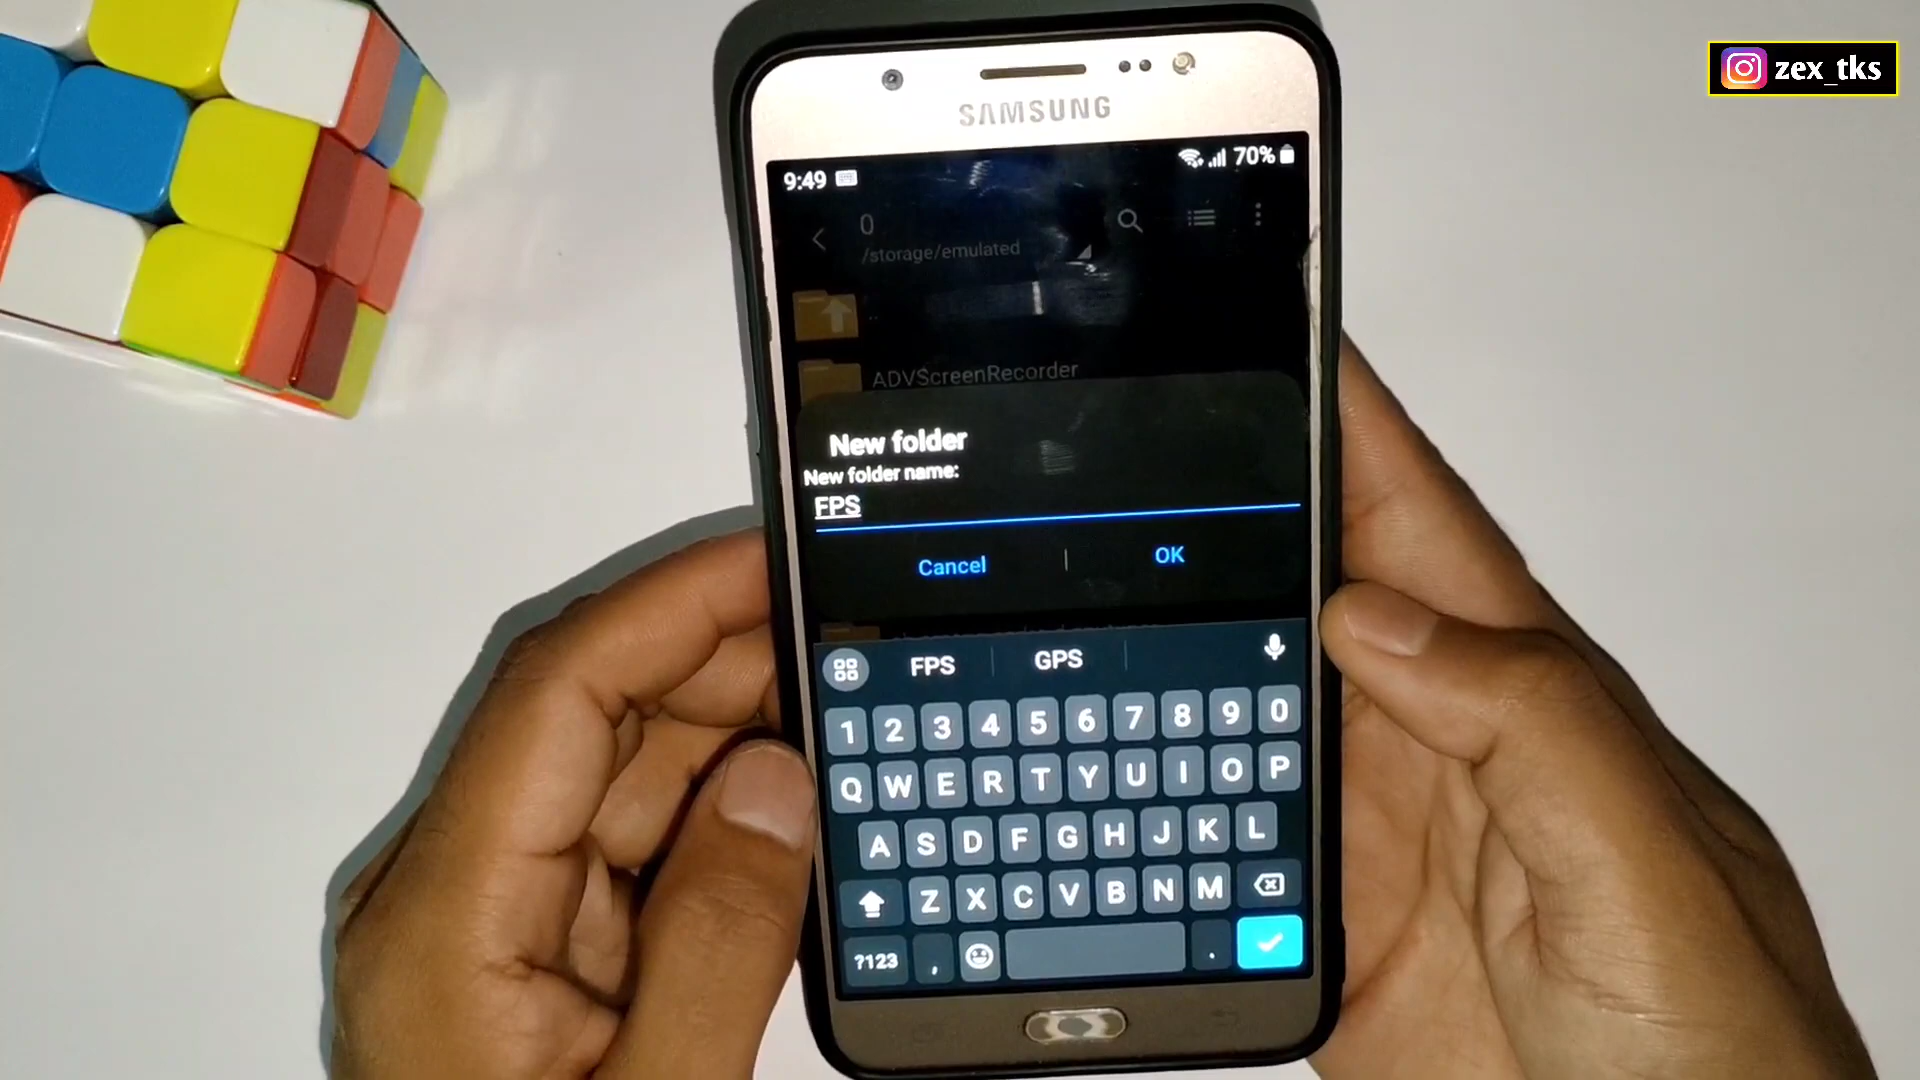 zex_tks
SAMSUNG
9:49
70%
0
/storage/emulated
..
ADVScreenRecorder
New folder
New folder name:
FPS
Cancel | OK
FPS GPS
1 2 3 4 5 6 7 8 9 0
Q W E R T Y U I O P
A S D F G H J K L
Z X C V B N M
?123 , .